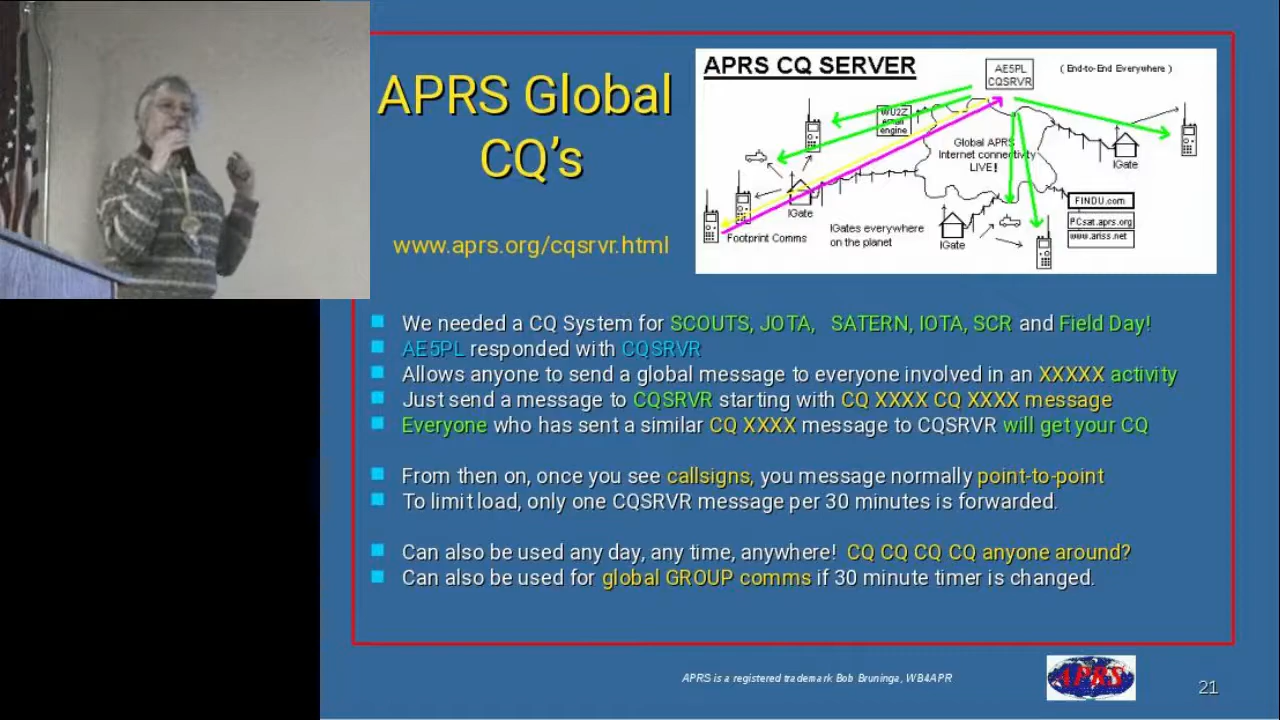 APRS Global
CQ's
www.aprs.org/cqsrvr.html
APRS CQ SERVER
AE5PL
CQSRVR
( End-to-End Everywhere )
WU2Z
email
engine
Global APRS
Internet connectivity
LIVE!
IGate
IGate
Footprint Comms
IGates everywhere
on the planet
IGate
FINDU.com
PCsat.aprs.org
www.ariss.net
We needed a CQ System for SCOUTS, JOTA, SATERN, IOTA, SCR and Field Day!
AE5PL responded with CQSRVR
Allows anyone to send a global message to everyone involved in an XXXXX activity
Just send a message to CQSRVR starting with CQ XXXX CQ XXXX message
Everyone who has sent a similar CQ XXXX message to CQSRVR will get your CQ
From then on, once you see callsigns, you message normally point-to-point
To limit load, only one CQSRVR message per 30 minutes is forwarded.
Can also be used any day, any time, anywhere! CQ CQ CQ CQ anyone around?
Can also be used for global GROUP comms if 30 minute timer is changed.
APRS is a registered trademark Bob Bruninga, WB4APR
APRS
21